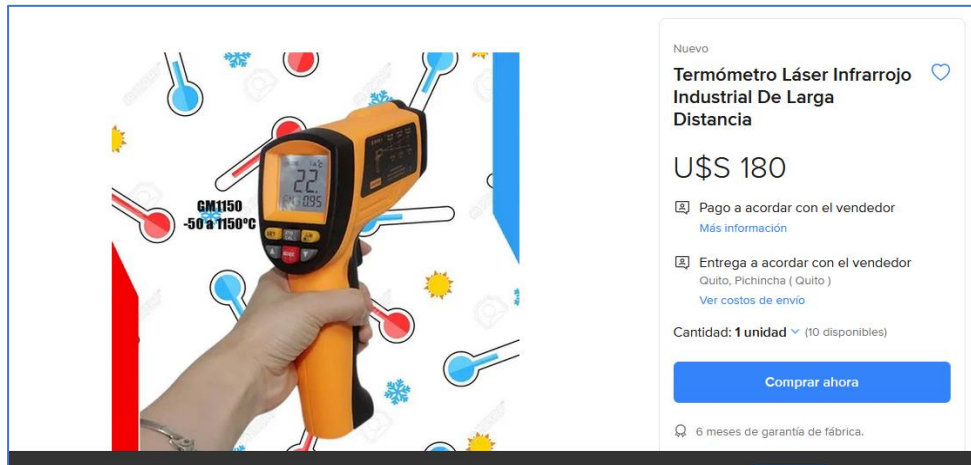 GM1150
-50 a 1150ºC
Nuevo
Termómetro Láser Infrarrojo
Industrial De Larga
Distancia
U$S 180
Pago a acordar con el vendedor
Más información
Entrega a acordar con el vendedor
Quito, Pichincha ( Quito )
Ver costos de envío
Cantidad: 1 unidad (10 disponibles)
Comprar ahora
6 meses de garantía de fábrica.